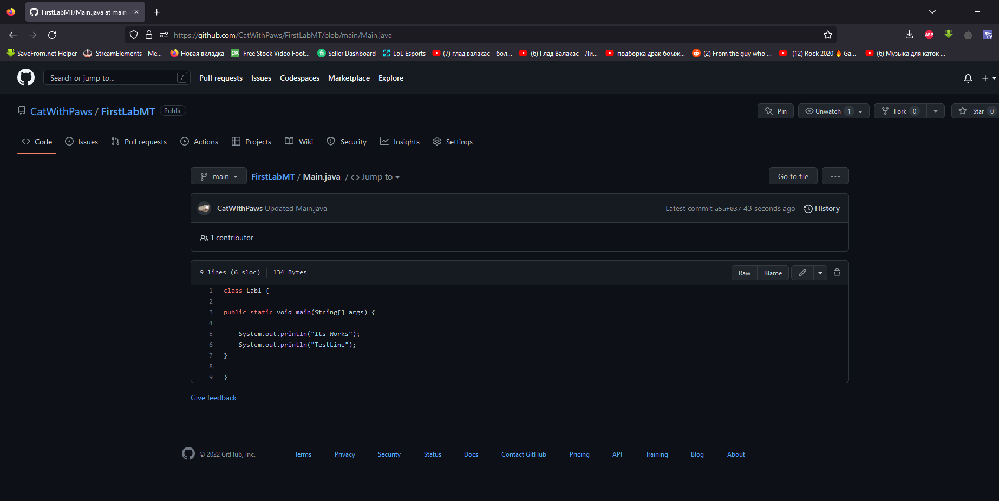 FirstLabMT/Main.java at main ·
https://github.com/CatWithPaws/FirstLabMT/blob/main/Main.java
ABP
SaveFrom.net Helper StreamElements - Me... Новая вкладка px Free Stock Video Foot... fi Seller Dashboard LoL Esports (7) глад валакас - бол... (6) Глад Валакас - Ли... подборка драк бомж... (2) From the guy who ... (12) Rock 2020 🔥 Ga... (6) Музыка для каток ...
Search or jump to... / Pull requests Issues Codespaces Marketplace Explore
CatWithPaws / FirstLabMT Public Pin Unwatch 1 Fork 0 Star 0
Code Issues Pull requests Actions Projects Wiki Security Insights Settings
main FirstLabMT / Main.java / <> Jump to Go to file ...
CatWithPaws Updated Main.java Latest commit a5af037 43 seconds ago History
1 contributor
9 lines (6 sloc) 134 Bytes Raw Blame
1 class Lab1 {
2
3 public static void main(String[] args) {
4
5 System.out.println("Its Works");
6 System.out.println("TestLine");
7 }
8
9 }
Give feedback
© 2022 GitHub, Inc. Terms Privacy Security Status Docs Contact GitHub Pricing API Training Blog About